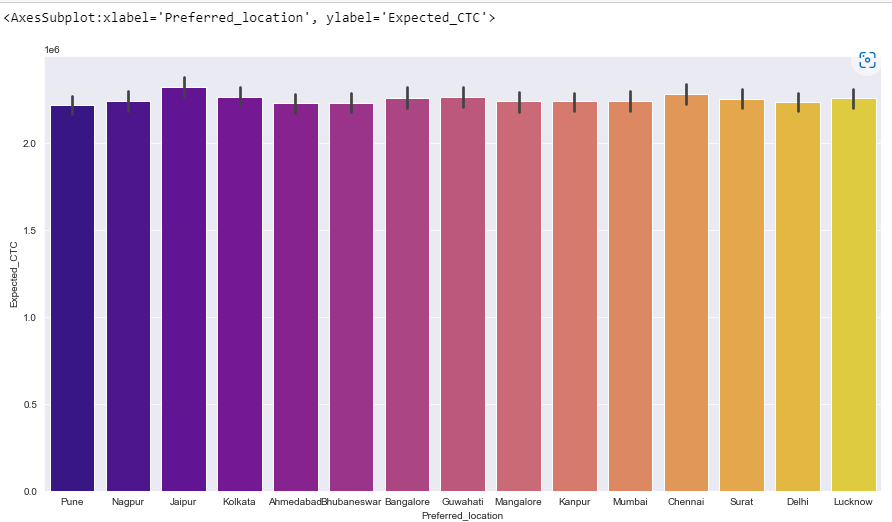 <AxesSubplot:xlabel='Preferred_location', ylabel='Expected_CTC'>
1e6
2.0
1.5
1.0
0.5
0.0
Expected_CTC
Pune Nagpur Jaipur Kolkata Ahmedabad Bhubaneswar Bangalore Guwahati Mangalore Kanpur Mumbai Chennai Surat Delhi Lucknow
Preferred_location